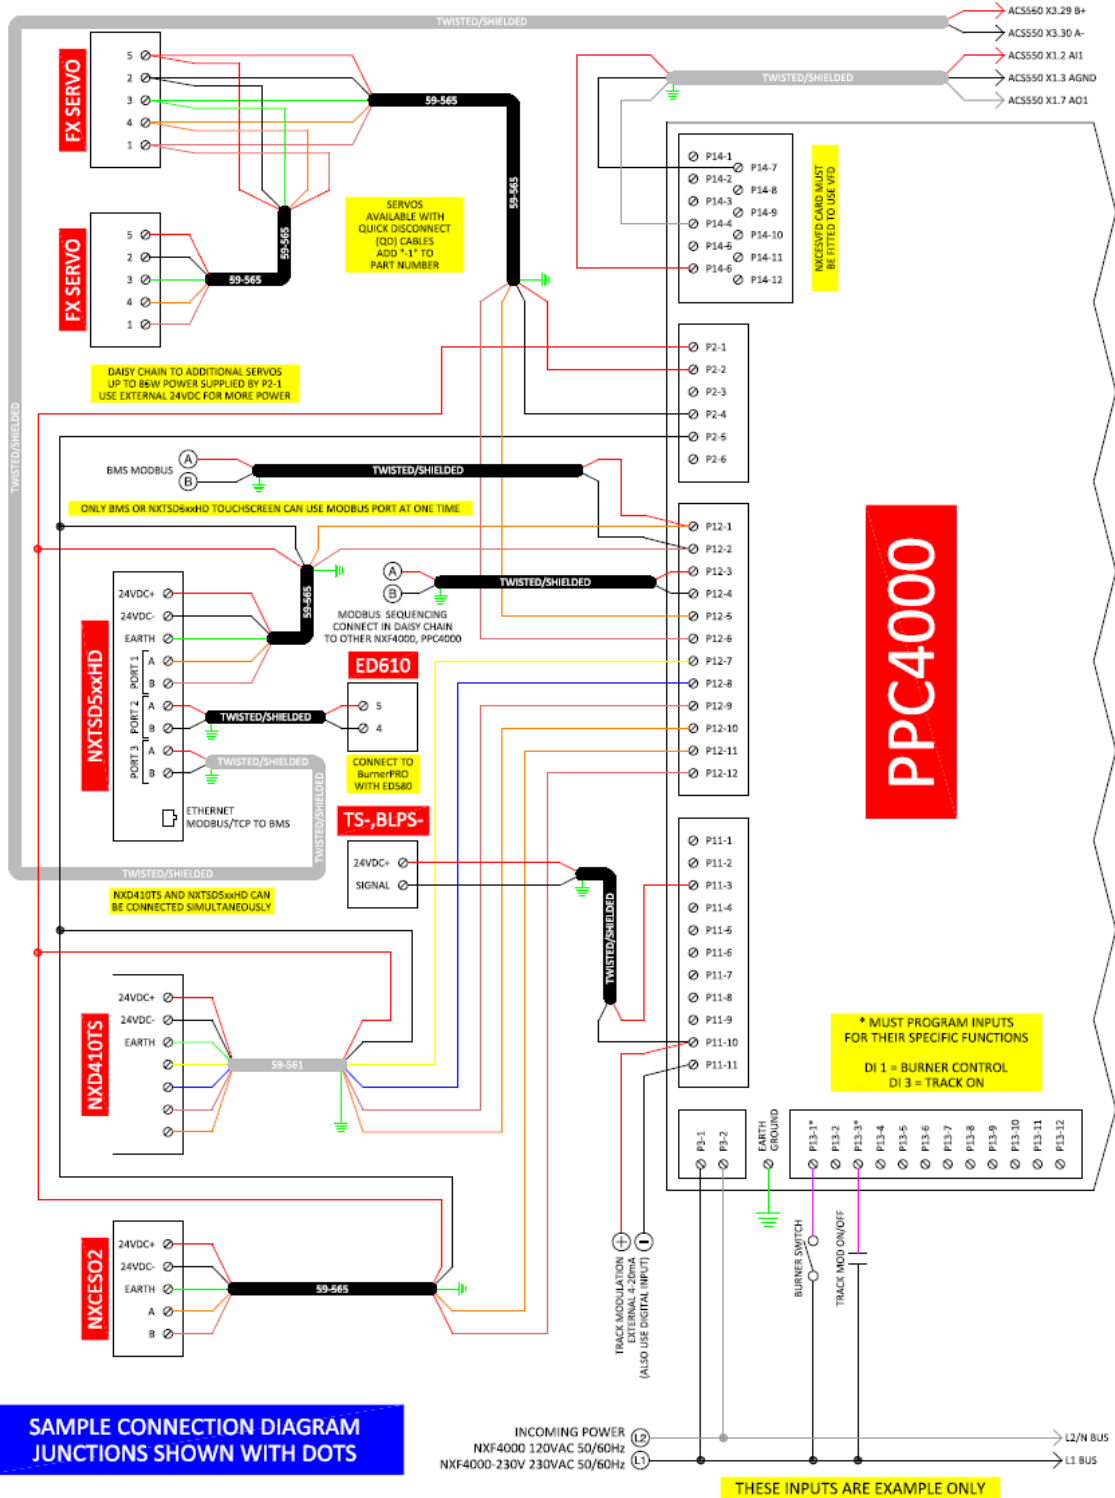 TWISTED/SHIELDED
ACS550 X3.29 B+
ACS550 X3.30 A-
ACS550 X1.2 AI1
TWISTED/SHIELDED
ACS550 X1.3 AGND
ACS550 X1.7 AO1
FX SERVO
5
2
3
4
1
59-565
59-565
59-565
FX SERVO
5
2
3
4
1
59-565
SERVOS
AVAILABLE WITH
QUICK DISCONNECT
(QD) CABLES
ADD "-1" TO
PART NUMBER
P14-1
P14-2
P14-3
P14-4
P14-5
P14-6
P14-7
P14-8
P14-9
P14-10
P14-11
P14-12
NXCESVFD CARD MUST
BE FITTED TO USE VFD
DAISY CHAIN TO ADDITIONAL SERVOS
UP TO 86W POWER SUPPLIED BY P2-1
USE EXTERNAL 24VDC FOR MORE POWER
P2-1
P2-2
P2-3
P2-4
P2-5
P2-6
TWISTED/SHIELDED
BMS MODBUS
A
B
TWISTED/SHIELDED
ONLY BMS OR NXTSD5xxHD TOUCHSCREEN CAN USE MODBUS PORT AT ONE TIME
PPC4000
P12-1
P12-2
P12-3
P12-4
P12-5
P12-6
P12-7
P12-8
P12-9
P12-10
P12-11
P12-12
A
B
TWISTED/SHIELDED
MODBUS SEQUENCING
CONNECT IN DAISY CHAIN
TO OTHER NXF4000, PPC4000
59-565
NXTSD5xxHD
24VDC+
24VDC-
EARTH
PORT 1
A
B
PORT 2
A
B
PORT 3
A
B
ETHERNET
MODBUS/TCP TO BMS
TWISTED/SHIELDED
ED610
5
4
CONNECT TO
BurnerPRO
WITH ED580
TWISTED/SHIELDED
TWISTED/SHIELDED
TWISTED/SHIELDED
TS-,BLPS-
24VDC+
SIGNAL
TWISTED/SHIELDED
NXD410TS AND NXTSD5xxHD CAN
BE CONNECTED SIMULTANEOUSLY
P11-1
P11-2
P11-3
P11-4
P11-5
P11-6
P11-7
P11-8
P11-9
P11-10
P11-11
NXD410TS
24VDC+
24VDC-
EARTH
59-561
* MUST PROGRAM INPUTS
FOR THEIR SPECIFIC FUNCTIONS
DI 1 = BURNER CONTROL
DI 3 = TRACK ON
P3-1
P3-2
EARTH
GROUND
P13-1*
P13-2
P13-3*
P13-4
P13-5
P13-6
P13-7
P13-8
P13-9
P13-10
P13-11
P13-12
NXCESO2
24VDC+
24VDC-
EARTH
A
B
59-565
TRACK MODULATION
EXTERNAL 4-20mA
(ALSO USE DIGITAL INPUT)
BURNER SWITCH
TRACK MOD ON/OFF
SAMPLE CONNECTION DIAGRAM
JUNCTIONS SHOWN WITH DOTS
INCOMING POWER
NXF4000 120VAC 50/60Hz
NXF4000-230V 230VAC 50/60Hz
L2
L1
L2/N BUS
L1 BUS
THESE INPUTS ARE EXAMPLE ONLY